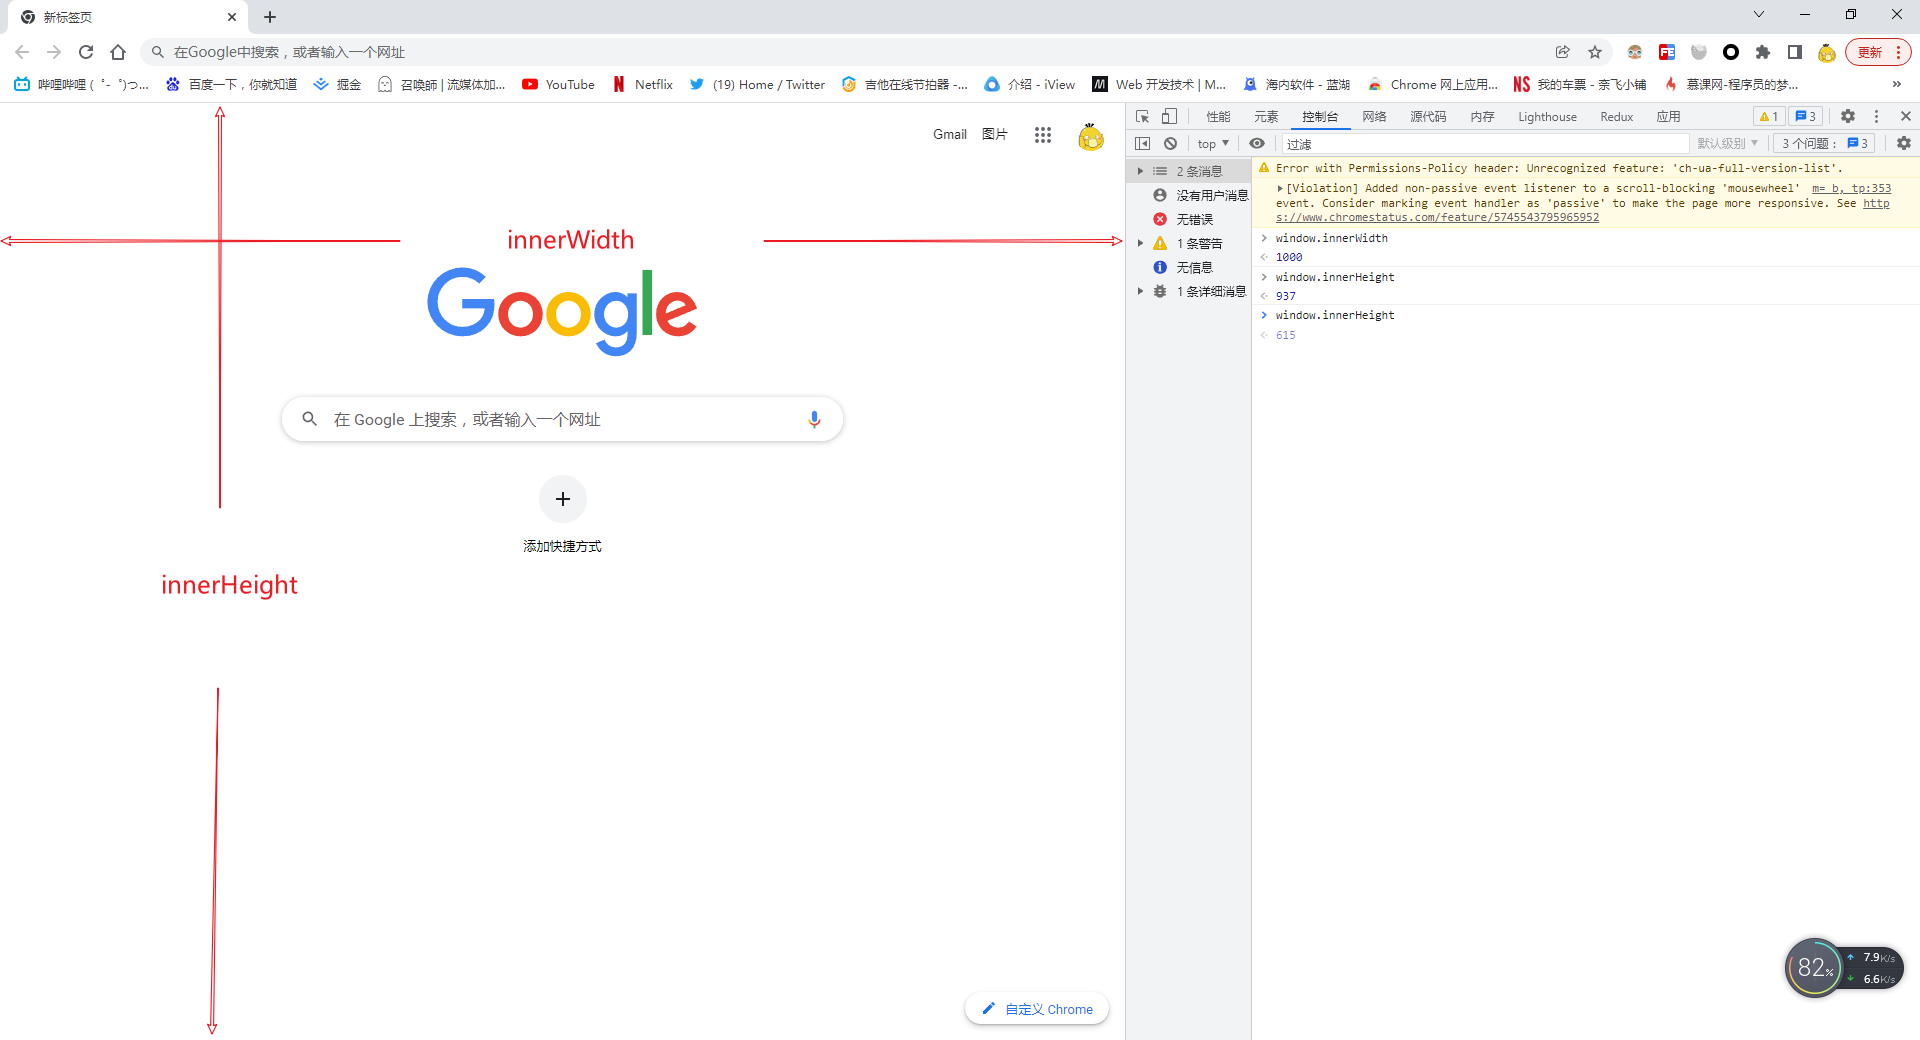 新标签页
在Google中搜索，或者输入一个网址
更新
哔哩哔哩 (゜-゜)つ...
百度一下，你就知道
掘金
召喚師 | 流媒体加...
YouTube
Netflix
(19) Home / Twitter
吉他在线节拍器 -...
介绍 - iView
Web 开发技术 | M...
海内软件 - 蓝湖
Chrome 网上应用...
NS 我的车票 - 奈飞小铺
慕课网-程序员的梦...
»
Gmail 图片
innerWidth
Google
在 Google 上搜索，或者输入一个网址
添加快捷方式
innerHeight
自定义 Chrome
性能 元素 控制台 网络 源代码 内存 Lighthouse Redux 应用 1 3
top 过滤 默认级别 3 个问题： 3
2 条消息
没有用户消息
无错误
1 条警告
无信息
1 条详细消息
Error with Permissions-Policy header: Unrecognized feature: 'ch-ua-full-version-list'.
[Violation] Added non-passive event listener to a scroll-blocking 'mousewheel' m=_b,_tp:353
event. Consider marking event handler as 'passive' to make the page more responsive. See http
s://www.chromestatus.com/feature/5745543795965952
window.innerWidth
1000
window.innerHeight
937
window.innerHeight
615
82%
7.9K/s
6.6K/s